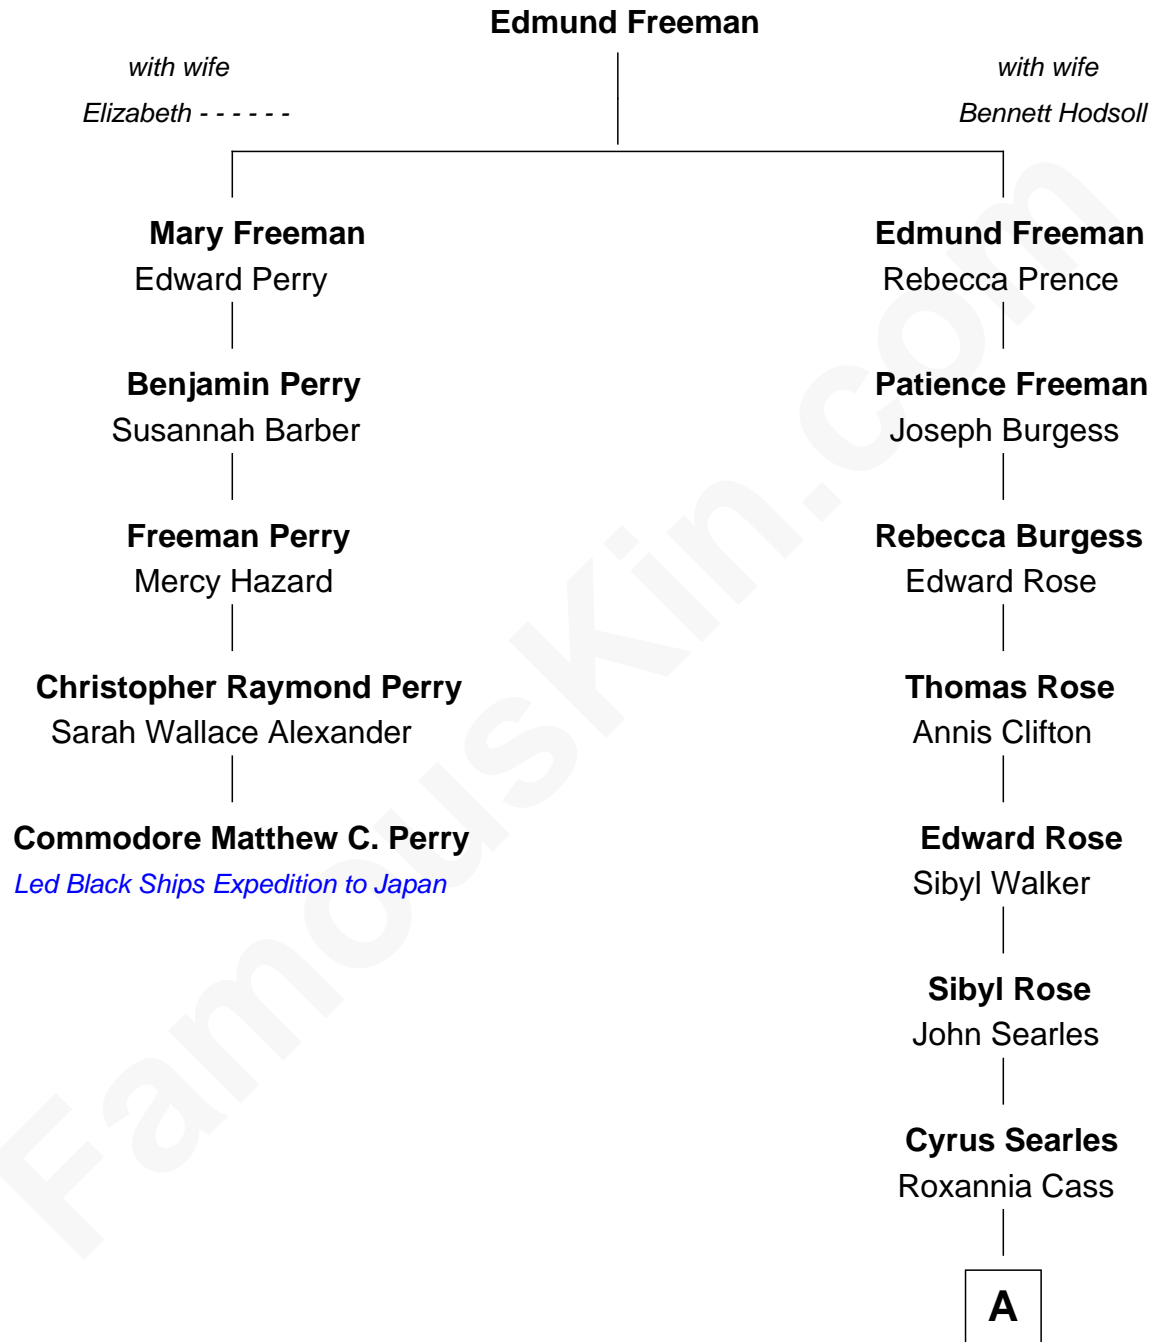 Edmund Freeman
with wife
Elizabeth - - - - - -
with wife
Bennett Hodsoll
Mary Freeman
Edward Perry
Edmund Freeman
Rebecca Prence
Benjamin Perry
Susannah Barber
Patience Freeman
Joseph Burgess
Freeman Perry
Mercy Hazard
Rebecca Burgess
Edward Rose
Christopher Raymond Perry
Sarah Wallace Alexander
Thomas Rose
Annis Clifton
Commodore Matthew C. Perry
Led Black Ships Expedition to Japan
Edward Rose
Sibyl Walker
Sibyl Rose
John Searles
Cyrus Searles
Roxannia Cass
A
FamousKin.com